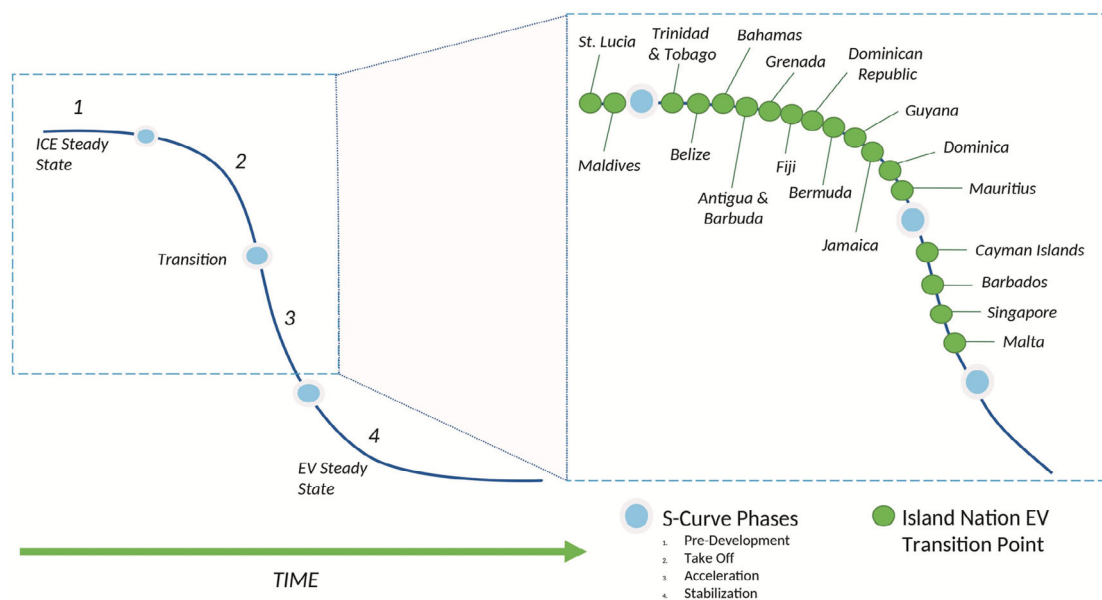 1
ICE Steady
State
2
Transition
3
4
EV Steady
State
TIME
St. Lucia
Trinidad
& Tobago
Bahamas
Grenada
Dominican
Republic
Guyana
Dominica
Mauritius
Maldives
Belize
Antigua &
Barbuda
Fiji
Bermuda
Jamaica
Cayman Islands
Barbados
Singapore
Malta
S-Curve Phases
1. Pre-Development
2. Take Off
3. Acceleration
4. Stabilization
Island Nation EV
Transition Point